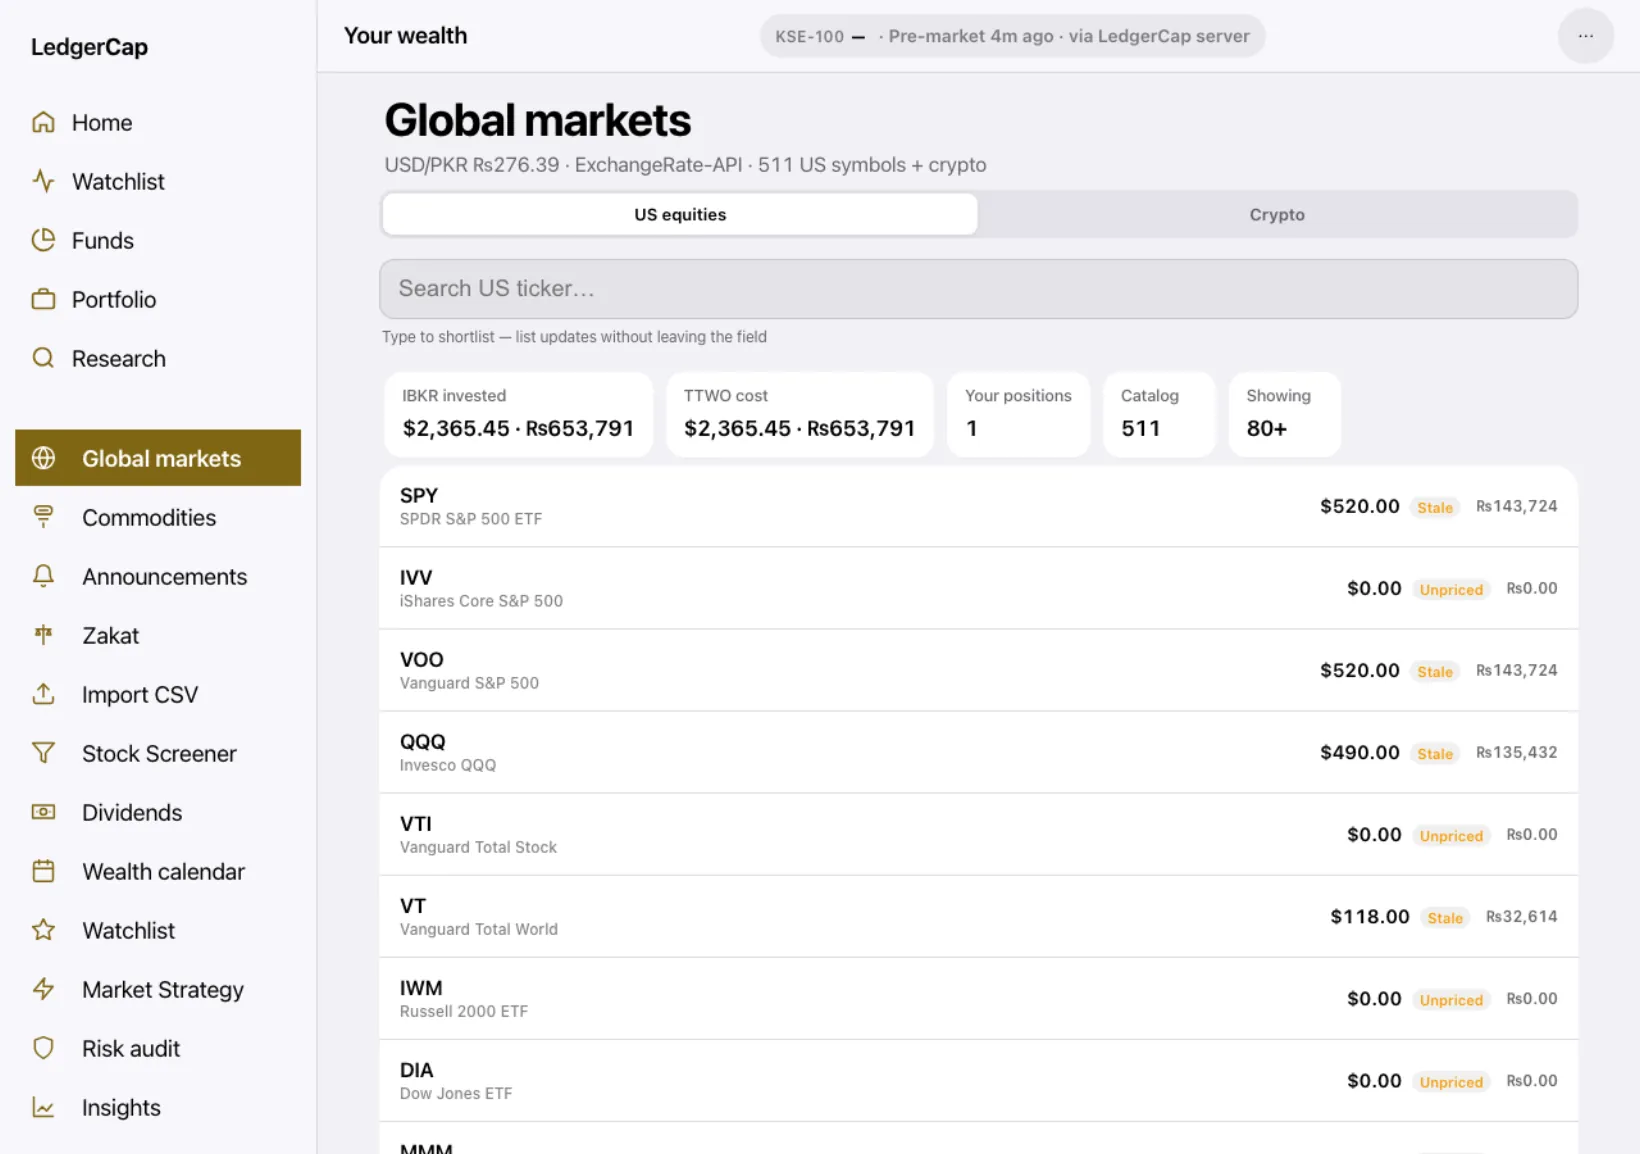 LedgerCap
Home
Watchlist
Funds
Portfolio
Research
Global markets
Commodities
Announcements
Zakat
Import CSV
Stock Screener
Dividends
Wealth calendar
Watchlist
Market Strategy
Risk audit
Insights
Your wealth
KSE-100 — · Pre-market 4m ago · via LedgerCap server
...
Global markets
USD/PKR ₨276.39 · ExchangeRate-API · 511 US symbols + crypto
US equities
Crypto
Search US ticker...
Type to shortlist — list updates without leaving the field
IBKR invested
$2,365.45 · ₨653,791
TTWO cost
$2,365.45 · ₨653,791
Your positions
1
Catalog
511
Showing
80+
SPY
SPDR S&P 500 ETF
$520.00 Stale ₨143,724
IVV
iShares Core S&P 500
$0.00 Unpriced ₨0.00
VOO
Vanguard S&P 500
$520.00 Stale ₨143,724
QQQ
Invesco QQQ
$490.00 Stale ₨135,432
VTI
Vanguard Total Stock
$0.00 Unpriced ₨0.00
VT
Vanguard Total World
$118.00 Stale ₨32,614
IWM
Russell 2000 ETF
$0.00 Unpriced ₨0.00
DIA
Dow Jones ETF
$0.00 Unpriced ₨0.00
MMM